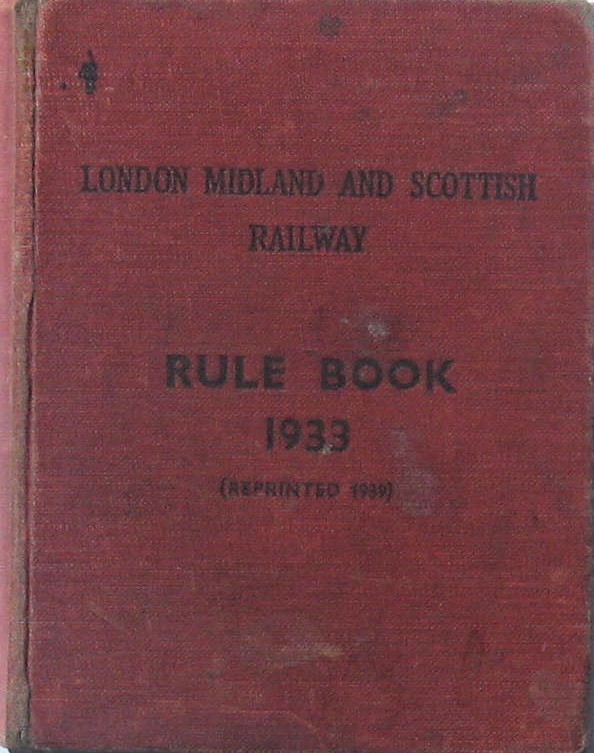 LONDON MIDLAND AND SCOTTISH
RAILWAY
RULE BOOK
1933
(REPRINTED 1939)